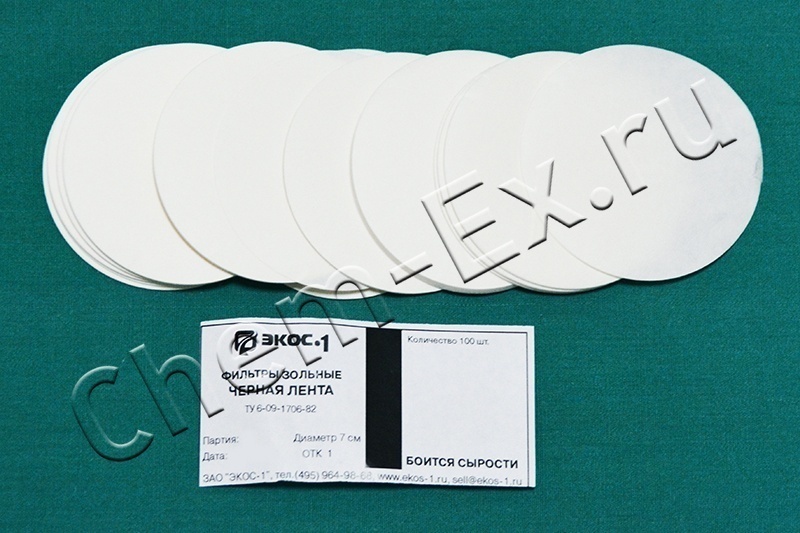 Chem-Ex.ru
ЭКОС-1
ФИЛЬТРЫ ЗОЛЬНЫЕ
ЧЕРНАЯ ЛЕНТА
ТУ 6-09-1706-82
Партия: Диаметр 7 см
Дата: ОТК 1
Количество 100 шт.
БОИТСЯ СЫРОСТИ
ЗАО "ЭКОС-1", тел.(495) 964-98-68, www.ekos-1.ru, sell@ekos-1.ru